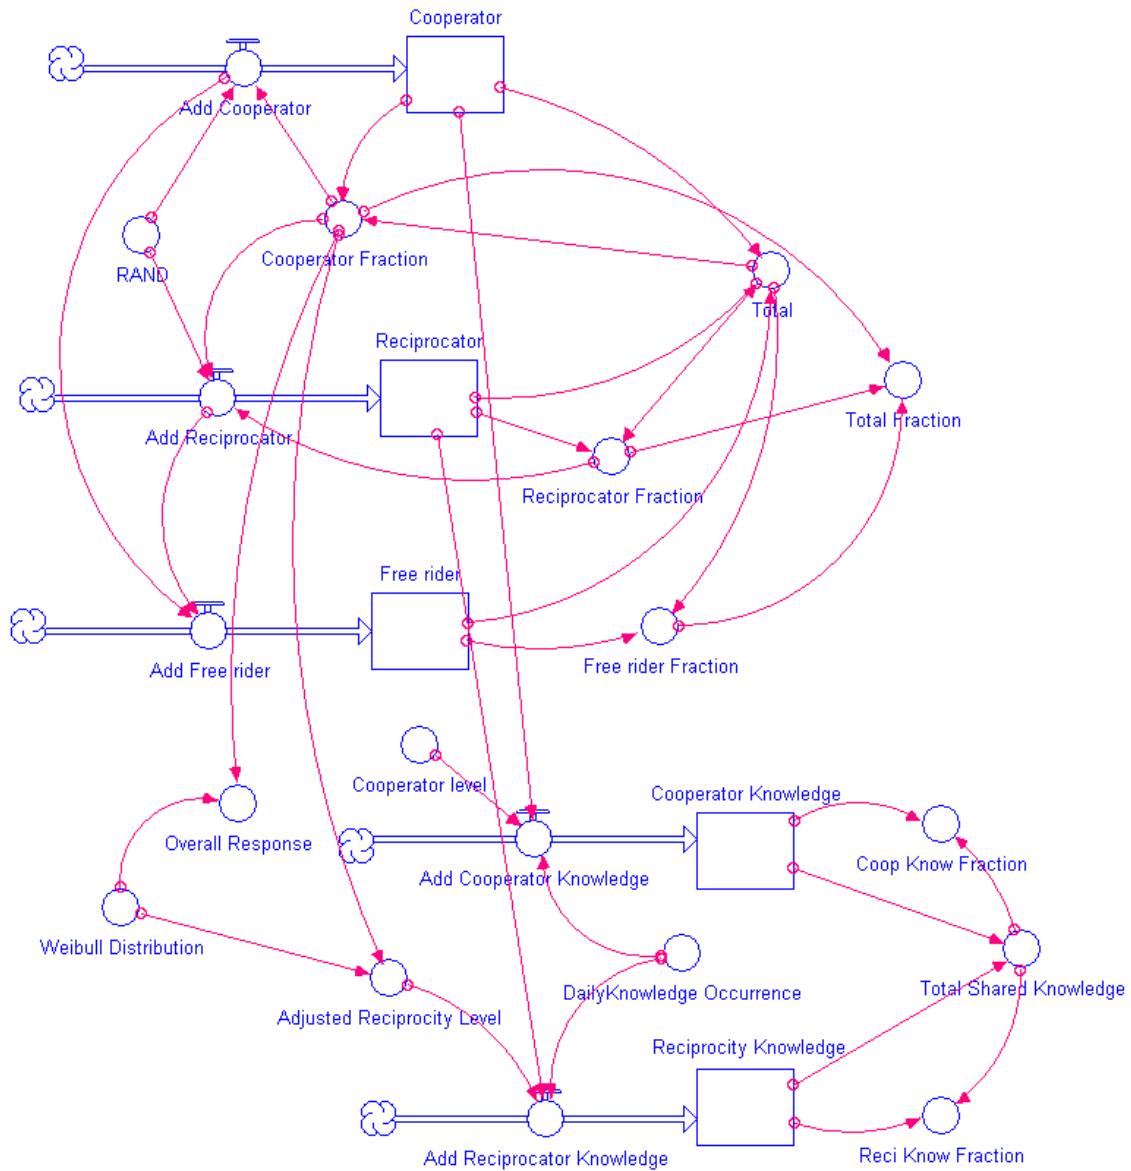 Cooperator
Add Cooperator
Cooperator Fraction
RAND
Total
Reciprocator
Total Fraction
Add Reciprocator
Reciprocator Fraction
Free rider
Add Free rider
Free rider Fraction
Cooperator level
Cooperator Knowledge
Overall Response
Coop Know Fraction
Add Cooperator Knowledge
Weibull Distribution
Total Shared Knowledge
DailyKnowledge Occurrence
Adjusted Reciprocity Level
Reciprocity Knowledge
Add Reciprocator Knowledge
Reci Know Fraction